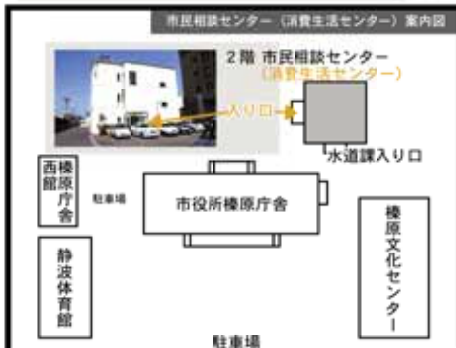 市民相談センター（消費生活センター）案内図
２階 市民相談センター
（消費生活センター）
入り口
水道課入り口
榛原庁舎
西館
駐車場
市役所榛原庁舎
静波体育館
榛原文化センター
駐車場